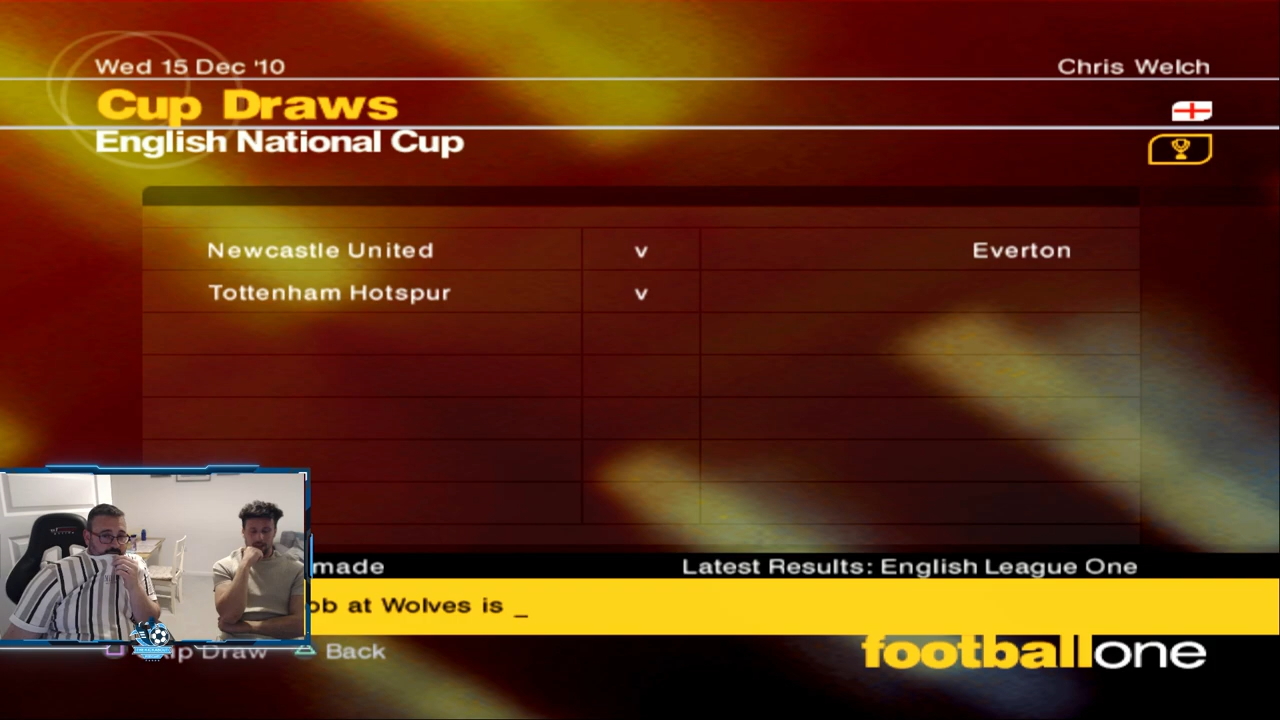 Wed 15 Dec '10
Chris Welch
Cup Draws
English National Cup
Newcastle United v Everton
Tottenham Hotspur v
made
Latest Results: English League One
ob at Wolves is _
Draw
Back
footballone